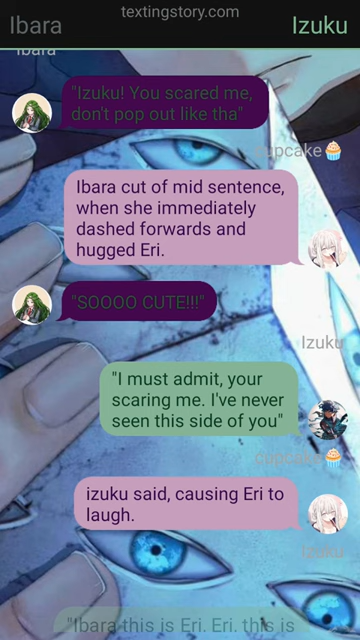 textingstory.com
Ibara
Izuku
Ibara
"Izuku! You scared me,
don't pop out like tha"
cupcake🧁
Ibara cut of mid sentence,
when she immediately
dashed forwards and
hugged Eri.
"SOOOO CUTE!!!"
Izuku
"I must admit, your
scaring me. I've never
seen this side of you"
cupcake🧁
izuku said, causing Eri to
laugh.
Izuku
"Ibara this is Eri. Eri. this is